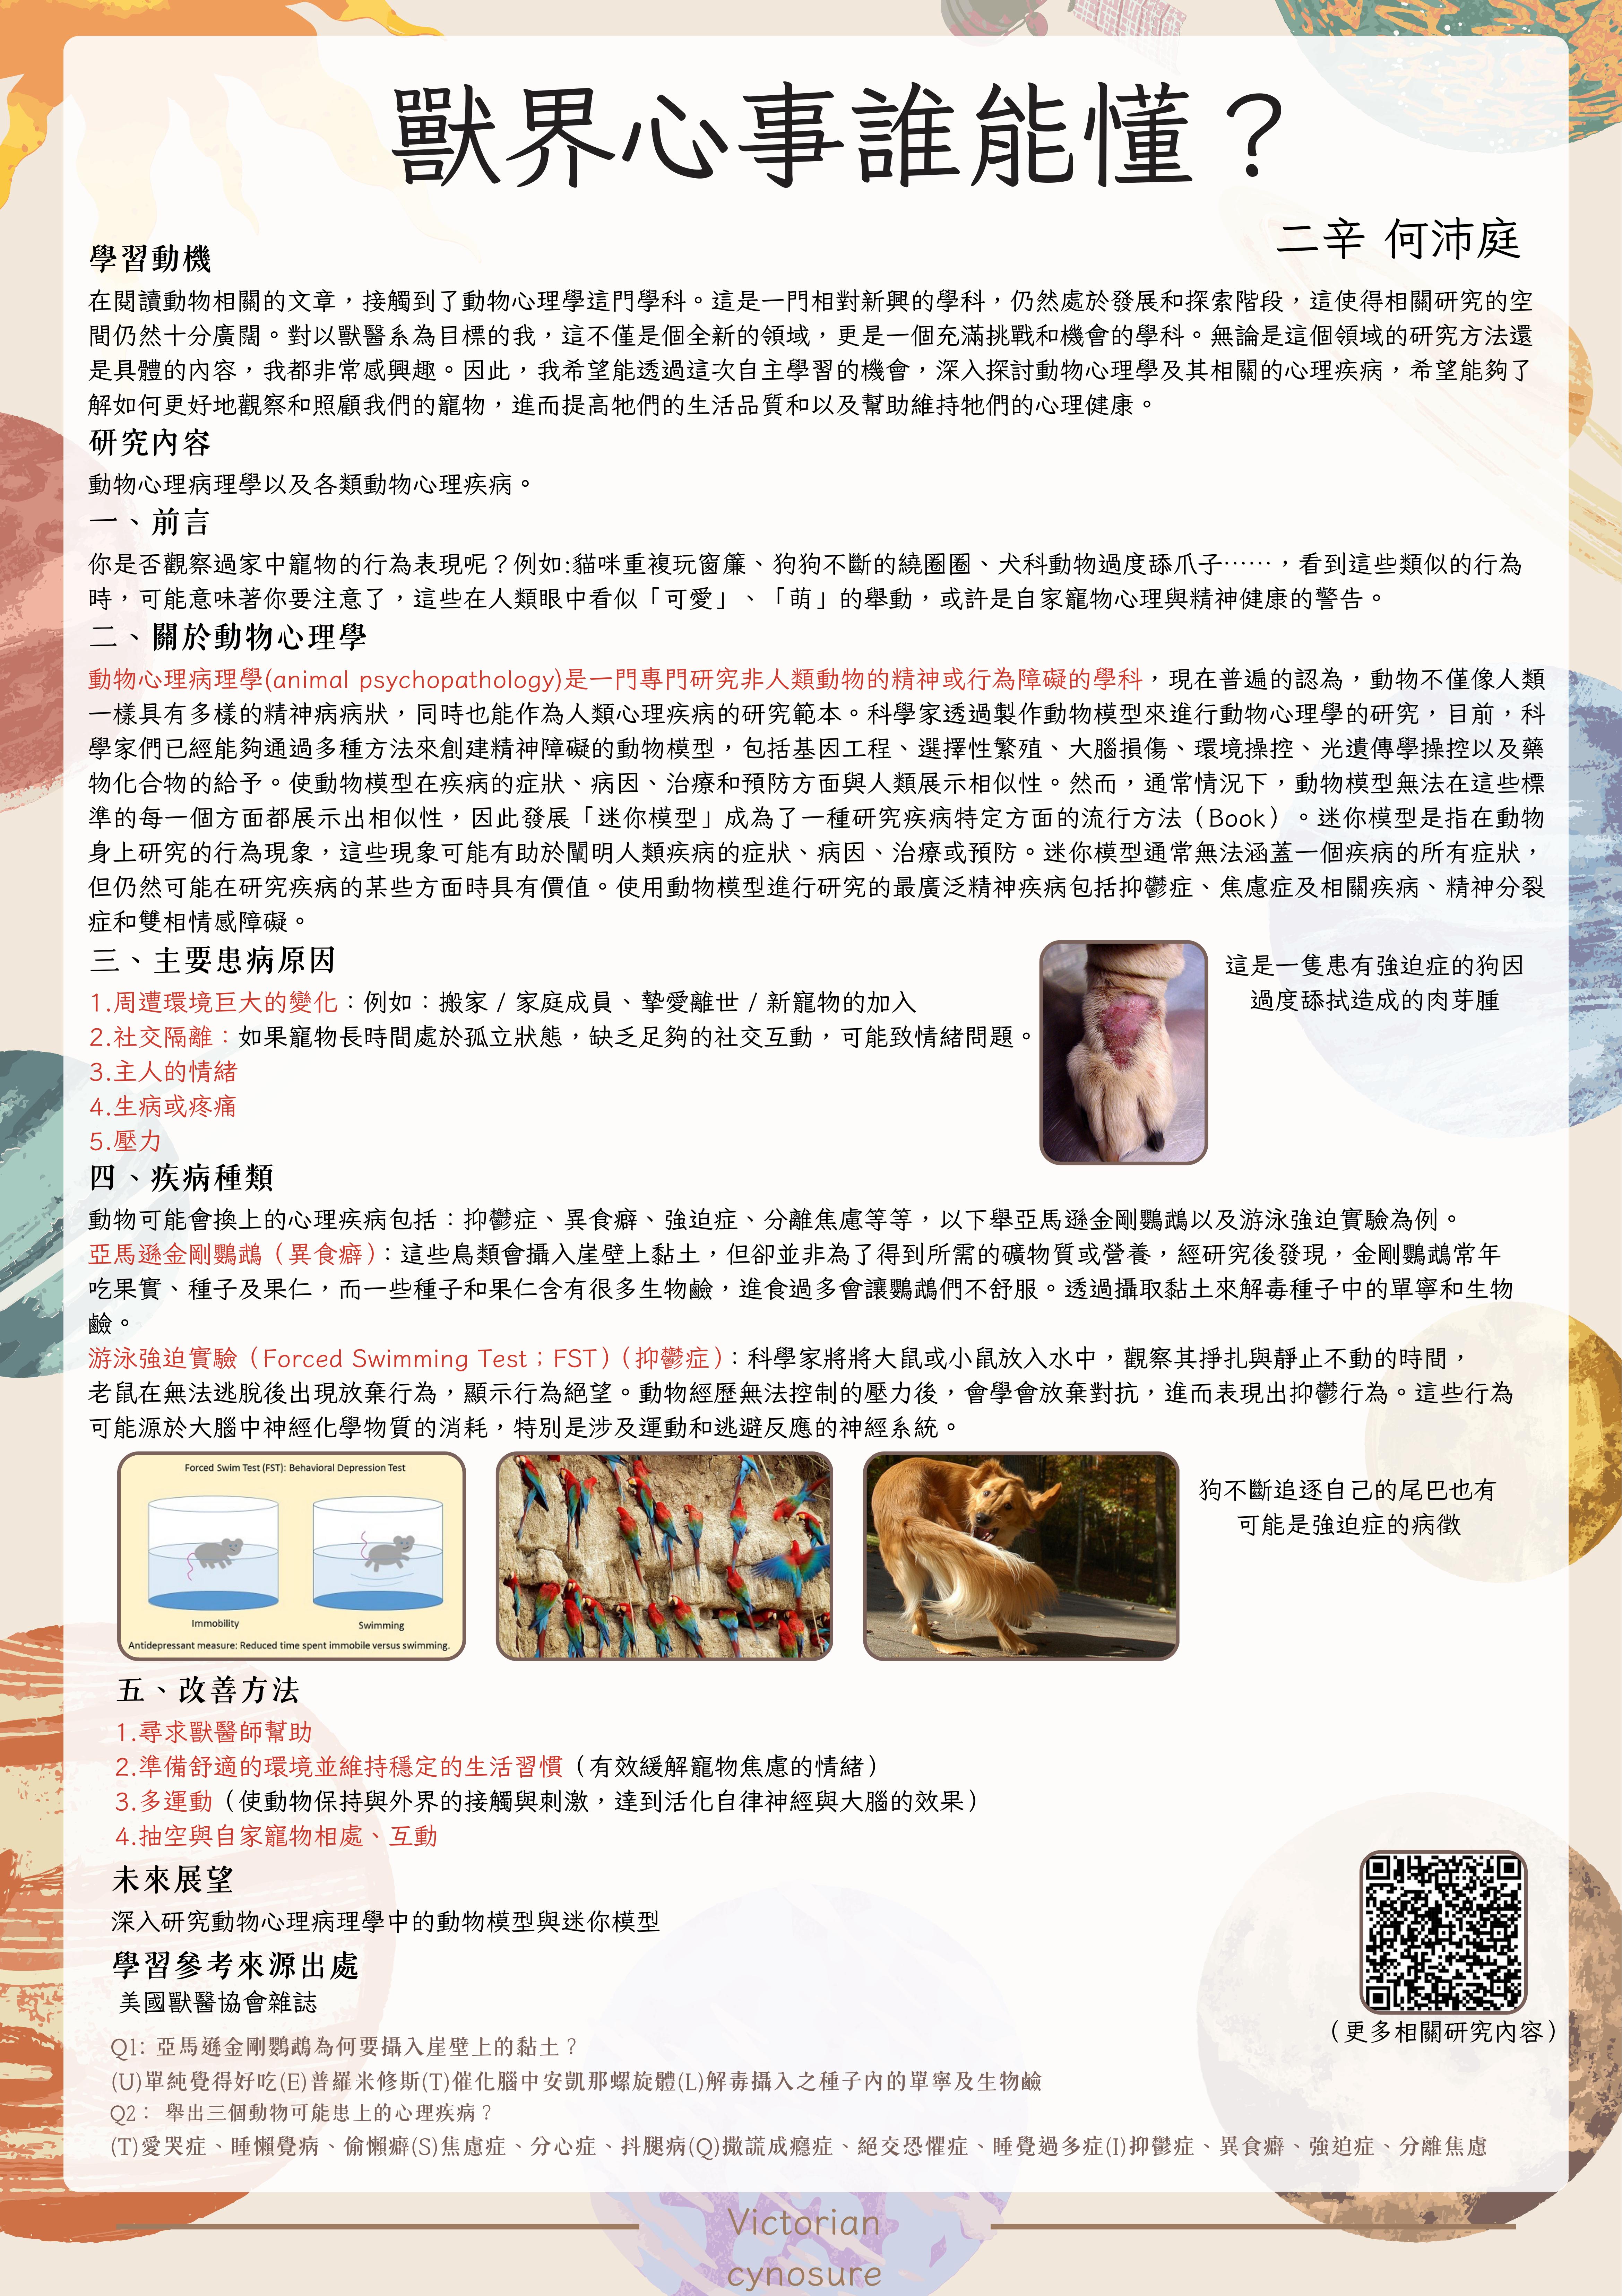 獸界心事誰能懂？
二辛 何沛庭
學習動機
在閱讀動物相關的文章，接觸到了動物心理學這門學科。這是一門相對新興的學科，仍然處於發展和探索階段，這使得相關研究的空
間仍然十分廣闊。對以獸醫系為目標的我，這不僅是個全新的領域，更是一個充滿挑戰和機會的學科。無論是這個領域的研究方法還
是具體的內容，我都非常感興趣。因此，我希望能透過這次自主學習的機會，深入探討動物心理學及其相關的心理疾病，希望能夠了
解如何更好地觀察和照顧我們的寵物，進而提高牠們的生活品質和以及幫助維持牠們的心理健康。
研究內容
動物心理病理學以及各類動物心理疾病。
一、前言
你是否觀察過家中寵物的行為表現呢？例如:貓咪重複玩窗簾、狗狗不斷的繞圈圈、犬科動物過度舔爪子……，看到這些類似的行為
時，可能意味著你要注意了，這些在人類眼中看似「可愛」、「萌」的舉動，或許是自家寵物心理與精神健康的警告。
二、關於動物心理學
動物心理病理學(animal psychopathology)是一門專門研究非人類動物的精神或行為障礙的學科，現在普遍的認為，動物不僅像人類
一樣具有多樣的精神病病狀，同時也能作為人類心理疾病的研究範本。科學家透過製作動物模型來進行動物心理學的研究，目前，科
學家們已經能夠通過多種方法來創建精神障礙的動物模型，包括基因工程、選擇性繁殖、大腦損傷、環境操控、光遺傳學操控以及藥
物化合物的給予。使動物模型在疾病的症狀、病因、治療和預防方面與人類展示相似性。然而，通常情況下，動物模型無法在這些標
準的每一個方面都展示出相似性，因此發展「迷你模型」成為了一種研究疾病特定方面的流行方法（Book）。迷你模型是指在動物
身上研究的行為現象，這些現象可能有助於闡明人類疾病的症狀、病因、治療或預防。迷你模型通常無法涵蓋一個疾病的所有症狀，
但仍然可能在研究疾病的某些方面時具有價值。使用動物模型進行研究的最廣泛精神疾病包括抑鬱症、焦慮症及相關疾病、精神分裂
症和雙相情感障礙。
三、主要患病原因
1.周遭環境巨大的變化：例如：搬家 / 家庭成員、摯愛離世 / 新寵物的加入
2.社交隔離：如果寵物長時間處於孤立狀態，缺乏足夠的社交互動，可能致情緒問題。
3.主人的情緒
4.生病或疼痛
5.壓力
這是一隻患有強迫症的狗因
過度舔拭造成的肉芽腫
四、疾病種類
動物可能會換上的心理疾病包括：抑鬱症、異食癖、強迫症、分離焦慮等等，以下舉亞馬遜金剛鸚鵡以及游泳強迫實驗為例。
亞馬遜金剛鸚鵡（異食癖）：這些鳥類會攝入崖壁上黏土，但卻並非為了得到所需的礦物質或營養，經研究後發現，金剛鸚鵡常年
吃果實、種子及果仁，而一些種子和果仁含有很多生物鹼，進食過多會讓鸚鵡們不舒服。透過攝取黏土來解毒種子中的單寧和生物
鹼。
游泳強迫實驗（Forced Swimming Test；FST）（抑鬱症）：科學家將將大鼠或小鼠放入水中，觀察其掙扎與靜止不動的時間，
老鼠在無法逃脫後出現放棄行為，顯示行為絕望。動物經歷無法控制的壓力後，會學會放棄對抗，進而表現出抑鬱行為。這些行為
可能源於大腦中神經化學物質的消耗，特別是涉及運動和逃避反應的神經系統。
Forced Swim Test (FST): Behavioral Depression Test
Immobility
Swimming
Antidepressant measure: Reduced time spent immobile versus swimming.
狗不斷追逐自己的尾巴也有
可能是強迫症的病徵
五、改善方法
1.尋求獸醫師幫助
2.準備舒適的環境並維持穩定的生活習慣（有效緩解寵物焦慮的情緒）
3.多運動（使動物保持與外界的接觸與刺激，達到活化自律神經與大腦的效果）
4.抽空與自家寵物相處、互動
未來展望
深入研究動物心理病理學中的動物模型與迷你模型
學習參考來源出處
美國獸醫協會雜誌
（更多相關研究內容）
Q1: 亞馬遜金剛鸚鵡為何要攝入崖壁上的黏土？
(U)單純覺得好吃(E)普羅米修斯(T)催化腦中安凱那螺旋體(L)解毒攝入之種子內的單寧及生物鹼
Q2： 舉出三個動物可能患上的心理疾病？
(T)愛哭症、睡懶覺病、偷懶癖(S)焦慮症、分心症、抖腿病(Q)撒謊成癮症、絕交恐懼症、睡覺過多症(I)抑鬱症、異食癖、強迫症、分離焦慮
Victorian
cynosure